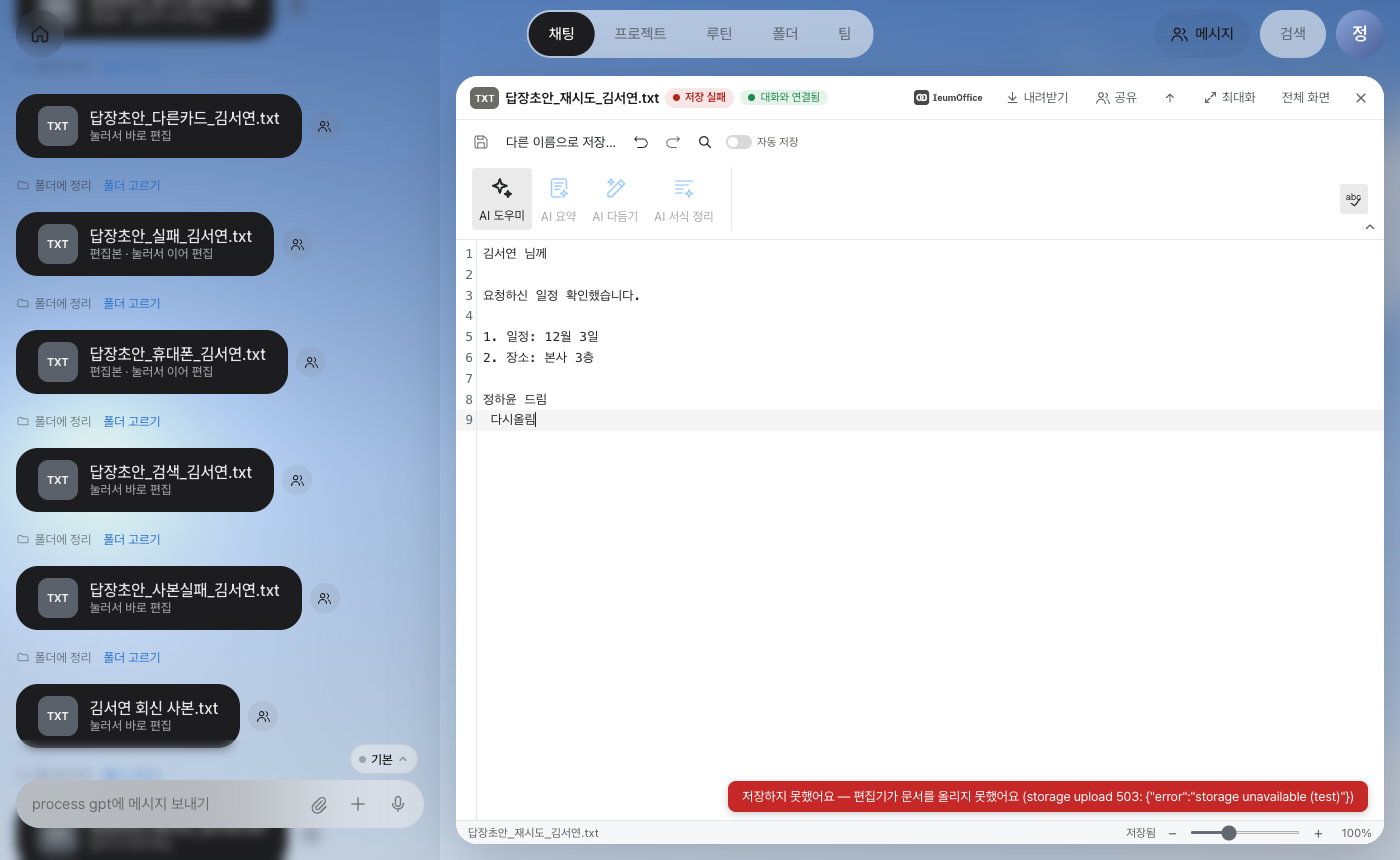 채팅 프로젝트 루틴 폴더 팀
메시지 검색 정
TXT 답장초안_다른카드_김서연.txt
눌러서 바로 편집
폴더에 정리 폴더 고르기
TXT 답장초안_실패_김서연.txt
편집본 · 눌러서 이어 편집
폴더에 정리 폴더 고르기
TXT 답장초안_휴대폰_김서연.txt
편집본 · 눌러서 이어 편집
폴더에 정리 폴더 고르기
TXT 답장초안_검색_김서연.txt
눌러서 바로 편집
폴더에 정리 폴더 고르기
TXT 답장초안_사본실패_김서연.txt
눌러서 바로 편집
폴더에 정리 폴더 고르기
TXT 김서연 회신 사본.txt
눌러서 바로 편집
기본
process gpt에 메시지 보내기
TXT 답장초안_재시도_김서연.txt 저장 실패 대화와 연결됨 IeumOffice 내려받기 공유 최대화 전체 화면
다른 이름으로 저장... 자동 저장
AI 도우미 AI 요약 AI 다듬기 AI 서식 정리 abc
1 김서연 님께
2
3 요청하신 일정 확인했습니다.
4
5 1. 일정: 12월 3일
6 2. 장소: 본사 3층
7
8 정하윤 드림
9 다시올림
저장하지 못했어요 — 편집기가 문서를 올리지 못했어요 (storage upload 503: {"error":"storage unavailable (test)"})
답장초안_재시도_김서연.txt 저장됨 100%